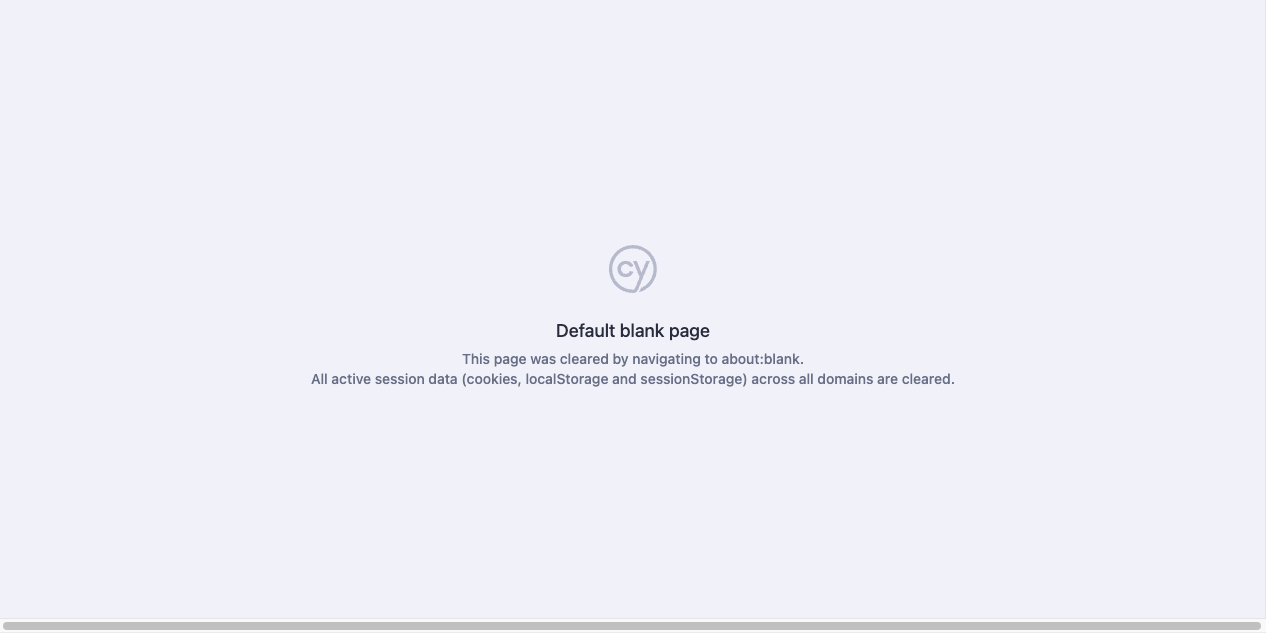 cy
Default blank page
This page was cleared by navigating to about:blank.
All active session data (cookies, localStorage and sessionStorage) across all domains are cleared.